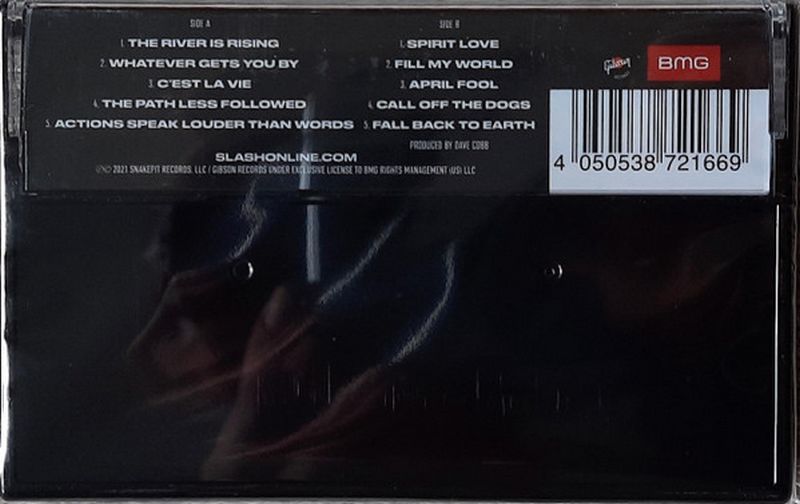 SIDE A
1. THE RIVER IS RISING
2. WHATEVER GETS YOU BY
3. C'EST LA VIE
4. THE PATH LESS FOLLOWED
5. ACTIONS SPEAK LOUDER THAN WORDS
SIDE B
1. SPIRIT LOVE
2. FILL MY WORLD
3. APRIL FOOL
4. CALL OFF THE DOGS
5. FALL BACK TO EARTH
PRODUCED BY DAVE COBB
SLASHONLINE.COM
℗© 2021 SNAKEPIT RECORDS, LLC / GIBSON RECORDS UNDER EXCLUSIVE LICENSE TO BMG RIGHTS MANAGEMENT (US) LLC
Gibson
BMG
4 050538 721669